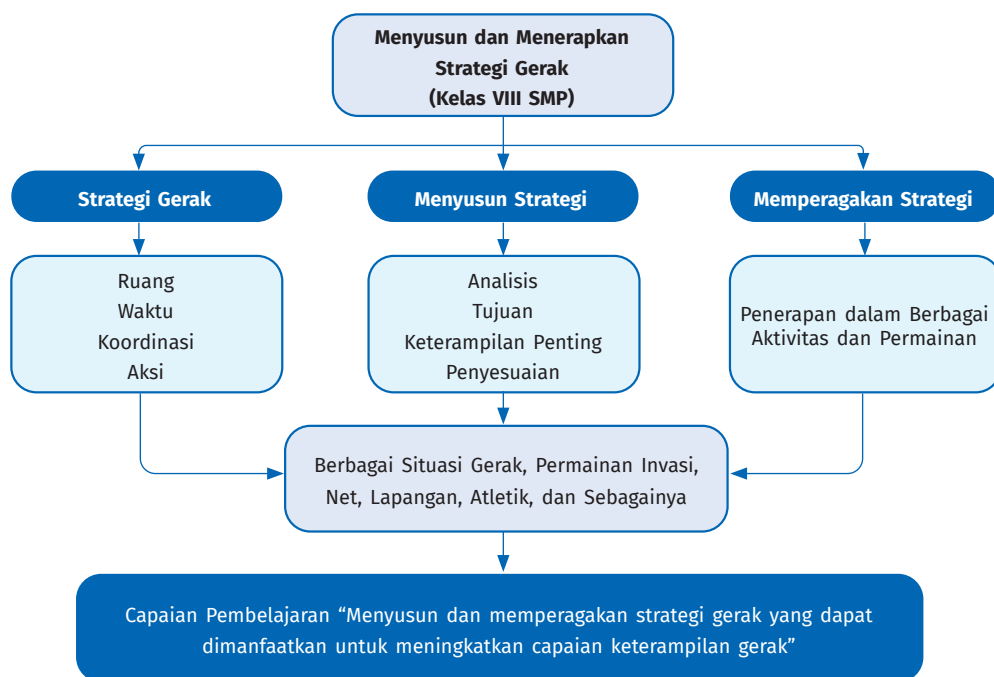 Menyusun dan Menerapkan
Strategi Gerak
(Kelas VIII SMP)
Strategi Gerak
Menyusun Strategi
Memperagakan Strategi
Ruang
Waktu
Koordinasi
Aksi
Analisis
Tujuan
Keterampilan Penting
Penyesuaian
Penerapan dalam Berbagai
Aktivitas dan Permainan
Berbagai Situasi Gerak, Permainan Invasi,
Net, Lapangan, Atletik, dan Sebagainya
Capaian Pembelajaran “Menyusun dan memperagakan strategi gerak yang dapat
dimanfaatkan untuk meningkatkan capaian keterampilan gerak”